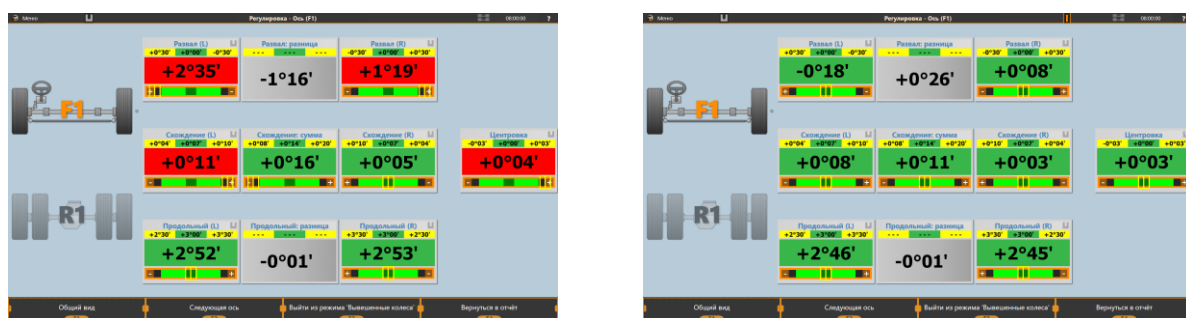 Меню
Регулировка - Ось (F1)
00:00:00 ?
Развал (L)
+0°30' +0°00' -0°30'
+2°35'
Развал: разница
--- --- ---
-1°16'
Развал (R)
-0°30' +0°00' +0°30'
+1°19'
F1
Схождение (L)
+0°04' +0°07' +0°10'
+0°11'
Схождение: сумма
+0°08' +0°14' +0°20'
+0°16'
Схождение (R)
+0°10' +0°07' +0°04'
+0°05'
Центровка
-0°03' +0°00' +0°03'
+0°04'
R1
Продольный (L)
+2°30' +3°00' +3°30'
+2°52'
Продольный: разница
--- --- ---
-0°01'
Продольный (R)
+3°30' +3°00' +2°30'
+2°53'
Общий вид
Следующая ось
Выйти из режима 'Вывешенные колеса'
Вернуться в отчёт
Меню
Регулировка - Ось (F1)
00:00:00 ?
Развал (L)
+0°30' +0°00' -0°30'
-0°18'
Развал: разница
--- --- ---
+0°26'
Развал (R)
-0°30' +0°00' +0°30'
+0°08'
F1
Схождение (L)
+0°04' +0°07' +0°10'
+0°08'
Схождение: сумма
+0°08' +0°14' +0°20'
+0°11'
Схождение (R)
+0°10' +0°07' +0°04'
+0°03'
Центровка
-0°03' +0°00' +0°03'
+0°03'
R1
Продольный (L)
+2°30' +3°00' +3°30'
+2°46'
Продольный: разница
--- --- ---
-0°01'
Продольный (R)
+3°30' +3°00' +2°30'
+2°45'
Общий вид
Следующая ось
Выйти из режима 'Вывешенные колеса'
Вернуться в отчёт